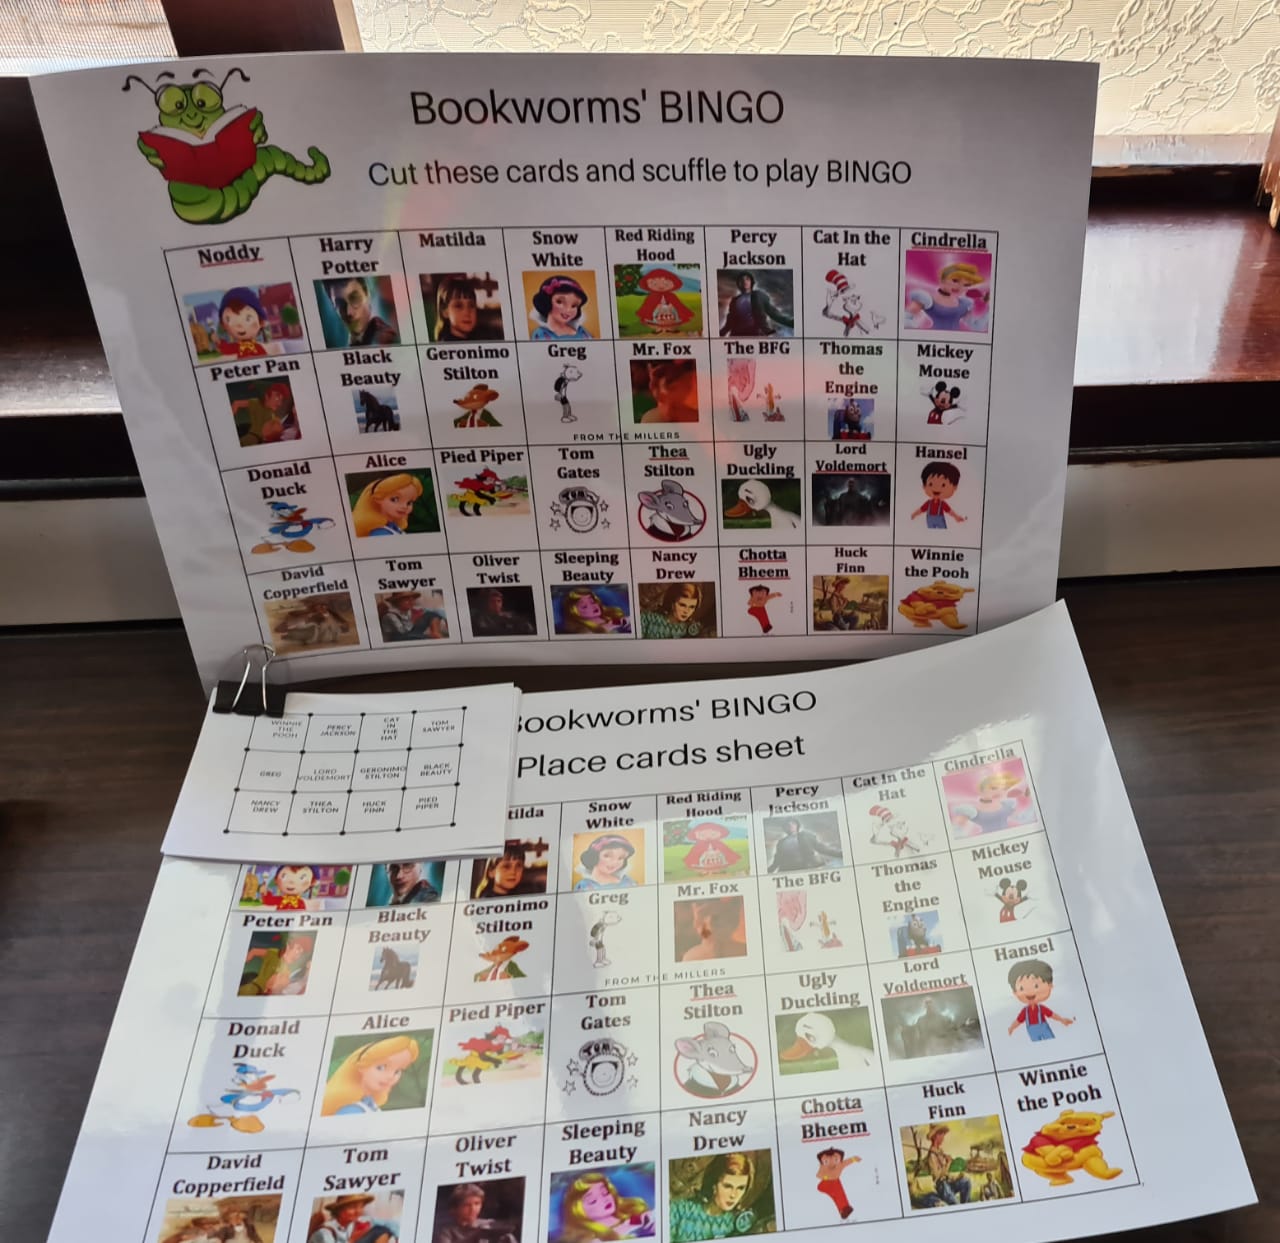 Bookworms' BINGO
Cut these cards and scuffle to play BINGO
Noddy
Harry
Potter
Matilda
Snow
White
Red Riding
Hood
Percy
Jackson
Cat In the
Hat
Cindrella
Peter Pan
Black
Beauty
Geronimo
Stilton
Greg
Mr. Fox
The BFG
Thomas
the
Engine
Mickey
Mouse
FROM THE MILLERS
Donald
Duck
Alice
Pied Piper
Tom
Gates
Thea
Stilton
Ugly
Duckling
Lord
Voldemort
Hansel
David
Copperfield
Tom
Sawyer
Oliver
Twist
Sleeping
Beauty
Nancy
Drew
Chotta
Bheem
Huck
Finn
Winnie
the Pooh
WINNIE
THE
POOH
PERCY
JACKSON
CAT
IN
THE
HAT
TOM
SAWYER
GREG
LORD
VOLDEMORT
GERONIMO
STILTON
BLACK
BEAUTY
NANCY
DREW
THEA
STILTON
HUCK
FINN
PIED
PIPER
Bookworms' BINGO
Place cards sheet
tilda
Snow
White
Red Riding
Hood
Percy
Jackson
Cat In the
Hat
Cindrella
Peter Pan
Black
Beauty
Geronimo
Stilton
Greg
Mr. Fox
The BFG
Thomas
the
Engine
Mickey
Mouse
FROM THE MILLERS
Donald
Duck
Alice
Pied Piper
Tom
Gates
Thea
Stilton
Ugly
Duckling
Lord
Voldemort
Hansel
David
Copperfield
Tom
Sawyer
Oliver
Twist
Sleeping
Beauty
Nancy
Drew
Chotta
Bheem
Huck
Finn
Winnie
the Pooh